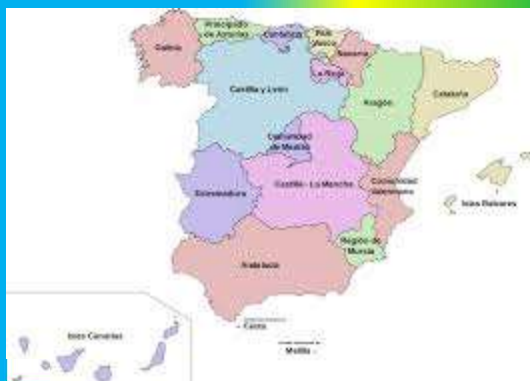 Principado
de Asturias
Cantabria
País
Vasco
Galicia
Navarra
La Rioja
Castilla y León
Aragón
Cataluña
Comunidad
de Madrid
Castilla - La Mancha
Comunidad
Valenciana
Extremadura
Islas Baleares
Región de
Murcia
Andalucía
Ceuta
Islas Canarias
Melilla